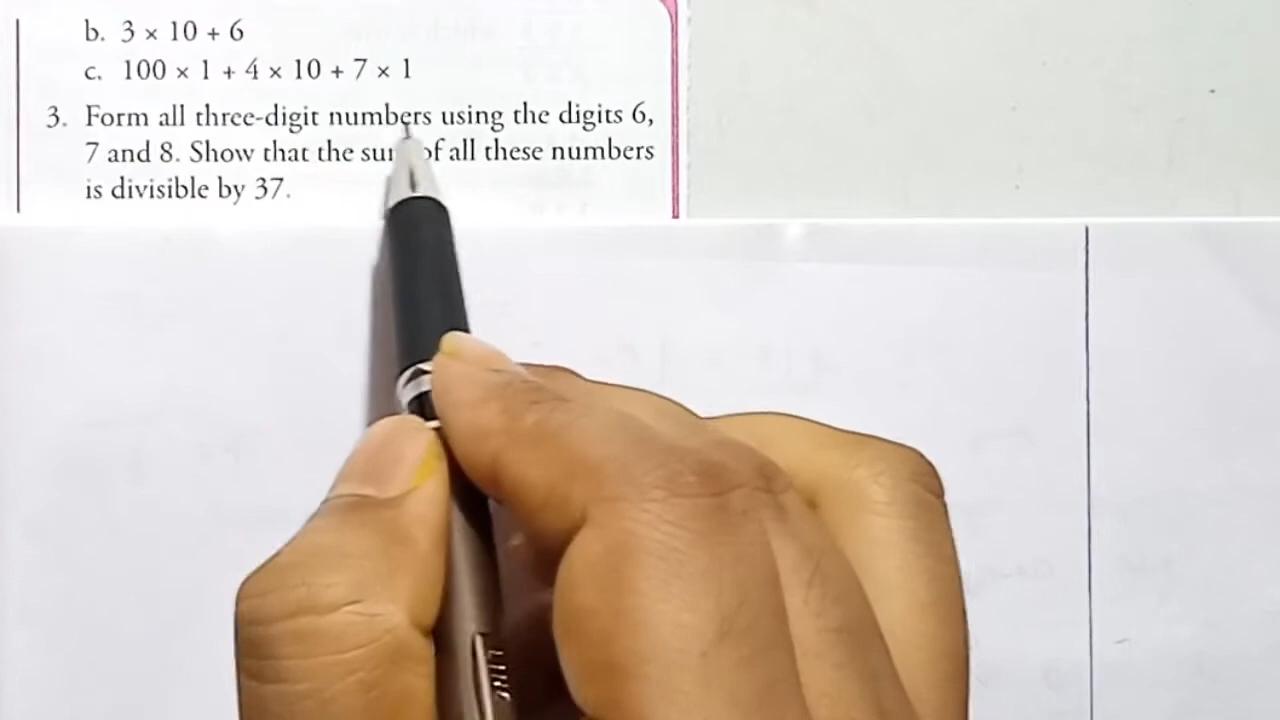 b. 3 × 10 + 6
c. 100 × 1 + 4 × 10 + 7 × 1
3. Form all three-digit numbers using the digits 6,
7 and 8. Show that the of all these numbers
is divisible by 37.